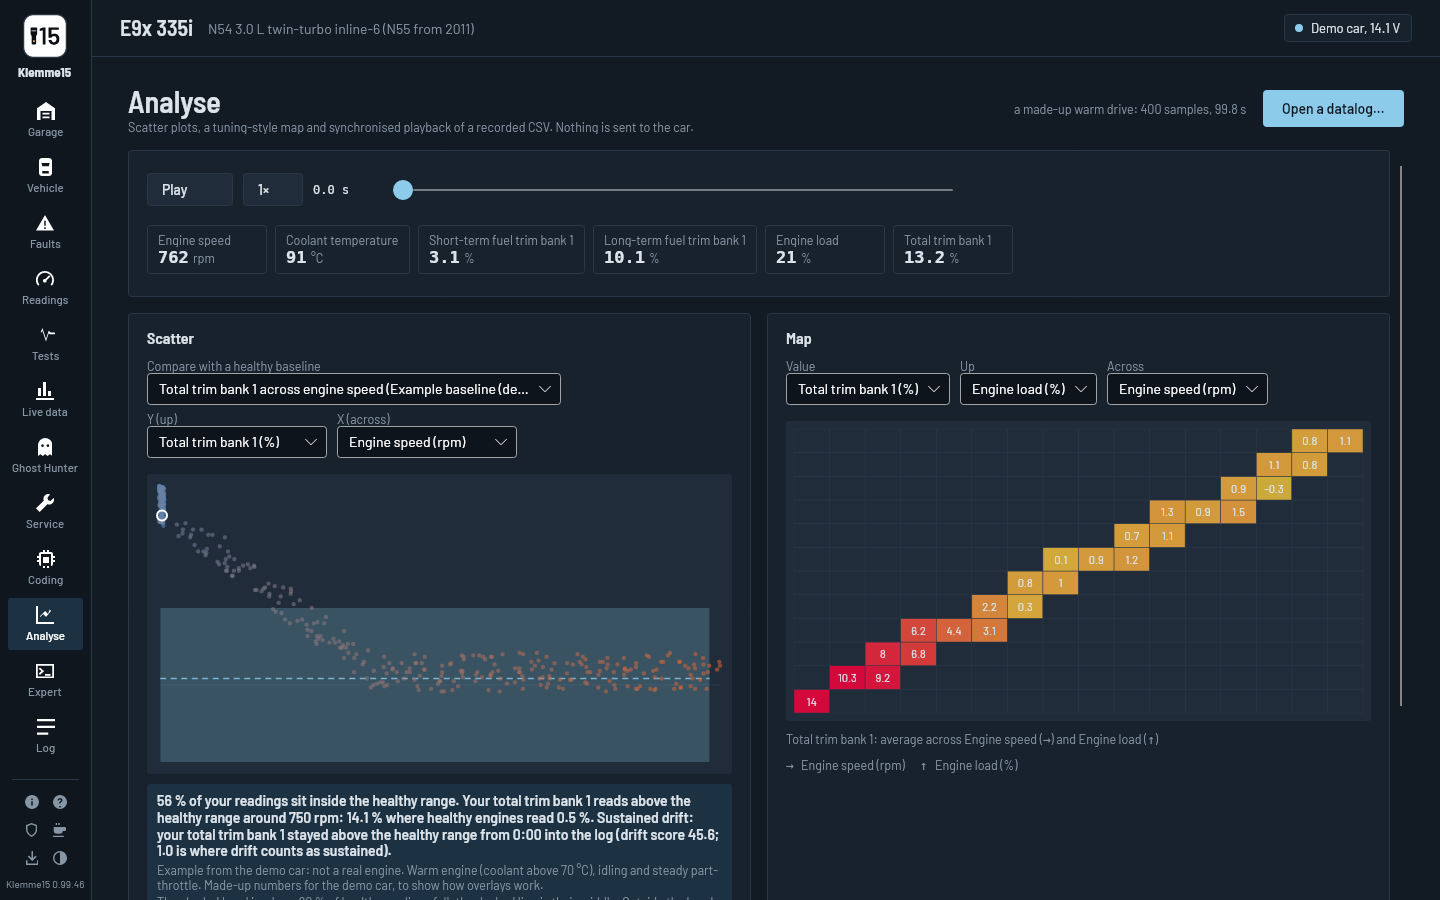 15
Klemme15
Garage
Vehicle
Faults
Readings
Tests
Live data
Ghost Hunter
Service
Coding
Analyse
Expert
Log
Klemme15 0.99.46
E9x 335i
N54 3.0 L twin-turbo inline-6 (N55 from 2011)
Demo car, 14.1 V
Analyse
Scatter plots, a tuning-style map and synchronised playback of a recorded CSV. Nothing is sent to the car.
a made-up warm drive: 400 samples, 99.8 s
Open a datalog...
Play
1×
0.0 s
Engine speed
762 rpm
Coolant temperature
91 °C
Short-term fuel trim bank 1
3.1 %
Long-term fuel trim bank 1
10.1 %
Engine load
21 %
Total trim bank 1
13.2 %
Scatter
Compare with a healthy baseline
Total trim bank 1 across engine speed (Example baseline (de...
Y (up)
X (across)
Total trim bank 1 (%)
Engine speed (rpm)
56 % of your readings sit inside the healthy range. Your total trim bank 1 reads above the
healthy range around 750 rpm: 14.1 % where healthy engines read 0.5 %. Sustained drift:
your total trim bank 1 stayed above the healthy range from 0:00 into the log (drift score 45.6;
1.0 is where drift counts as sustained).
Example from the demo car: not a real engine. Warm engine (coolant above 70 °C), idling and steady part-
throttle. Made-up numbers for the demo car, to show how overlays work.
Map
Value
Up
Across
Total trim bank 1 (%)
Engine load (%)
Engine speed (rpm)
0.8 1.1
1.1 0.8
0.9 -0.3
1.3 0.9 1.5
0.7 1.1
0.1 0.9 1.2
0.8 1
2.2 0.3
6.2 4.4 3.1
8 6.8
10.3 9.2
14
Total trim bank 1: average across Engine speed (→) and Engine load (↑)
→ Engine speed (rpm) ↑ Engine load (%)